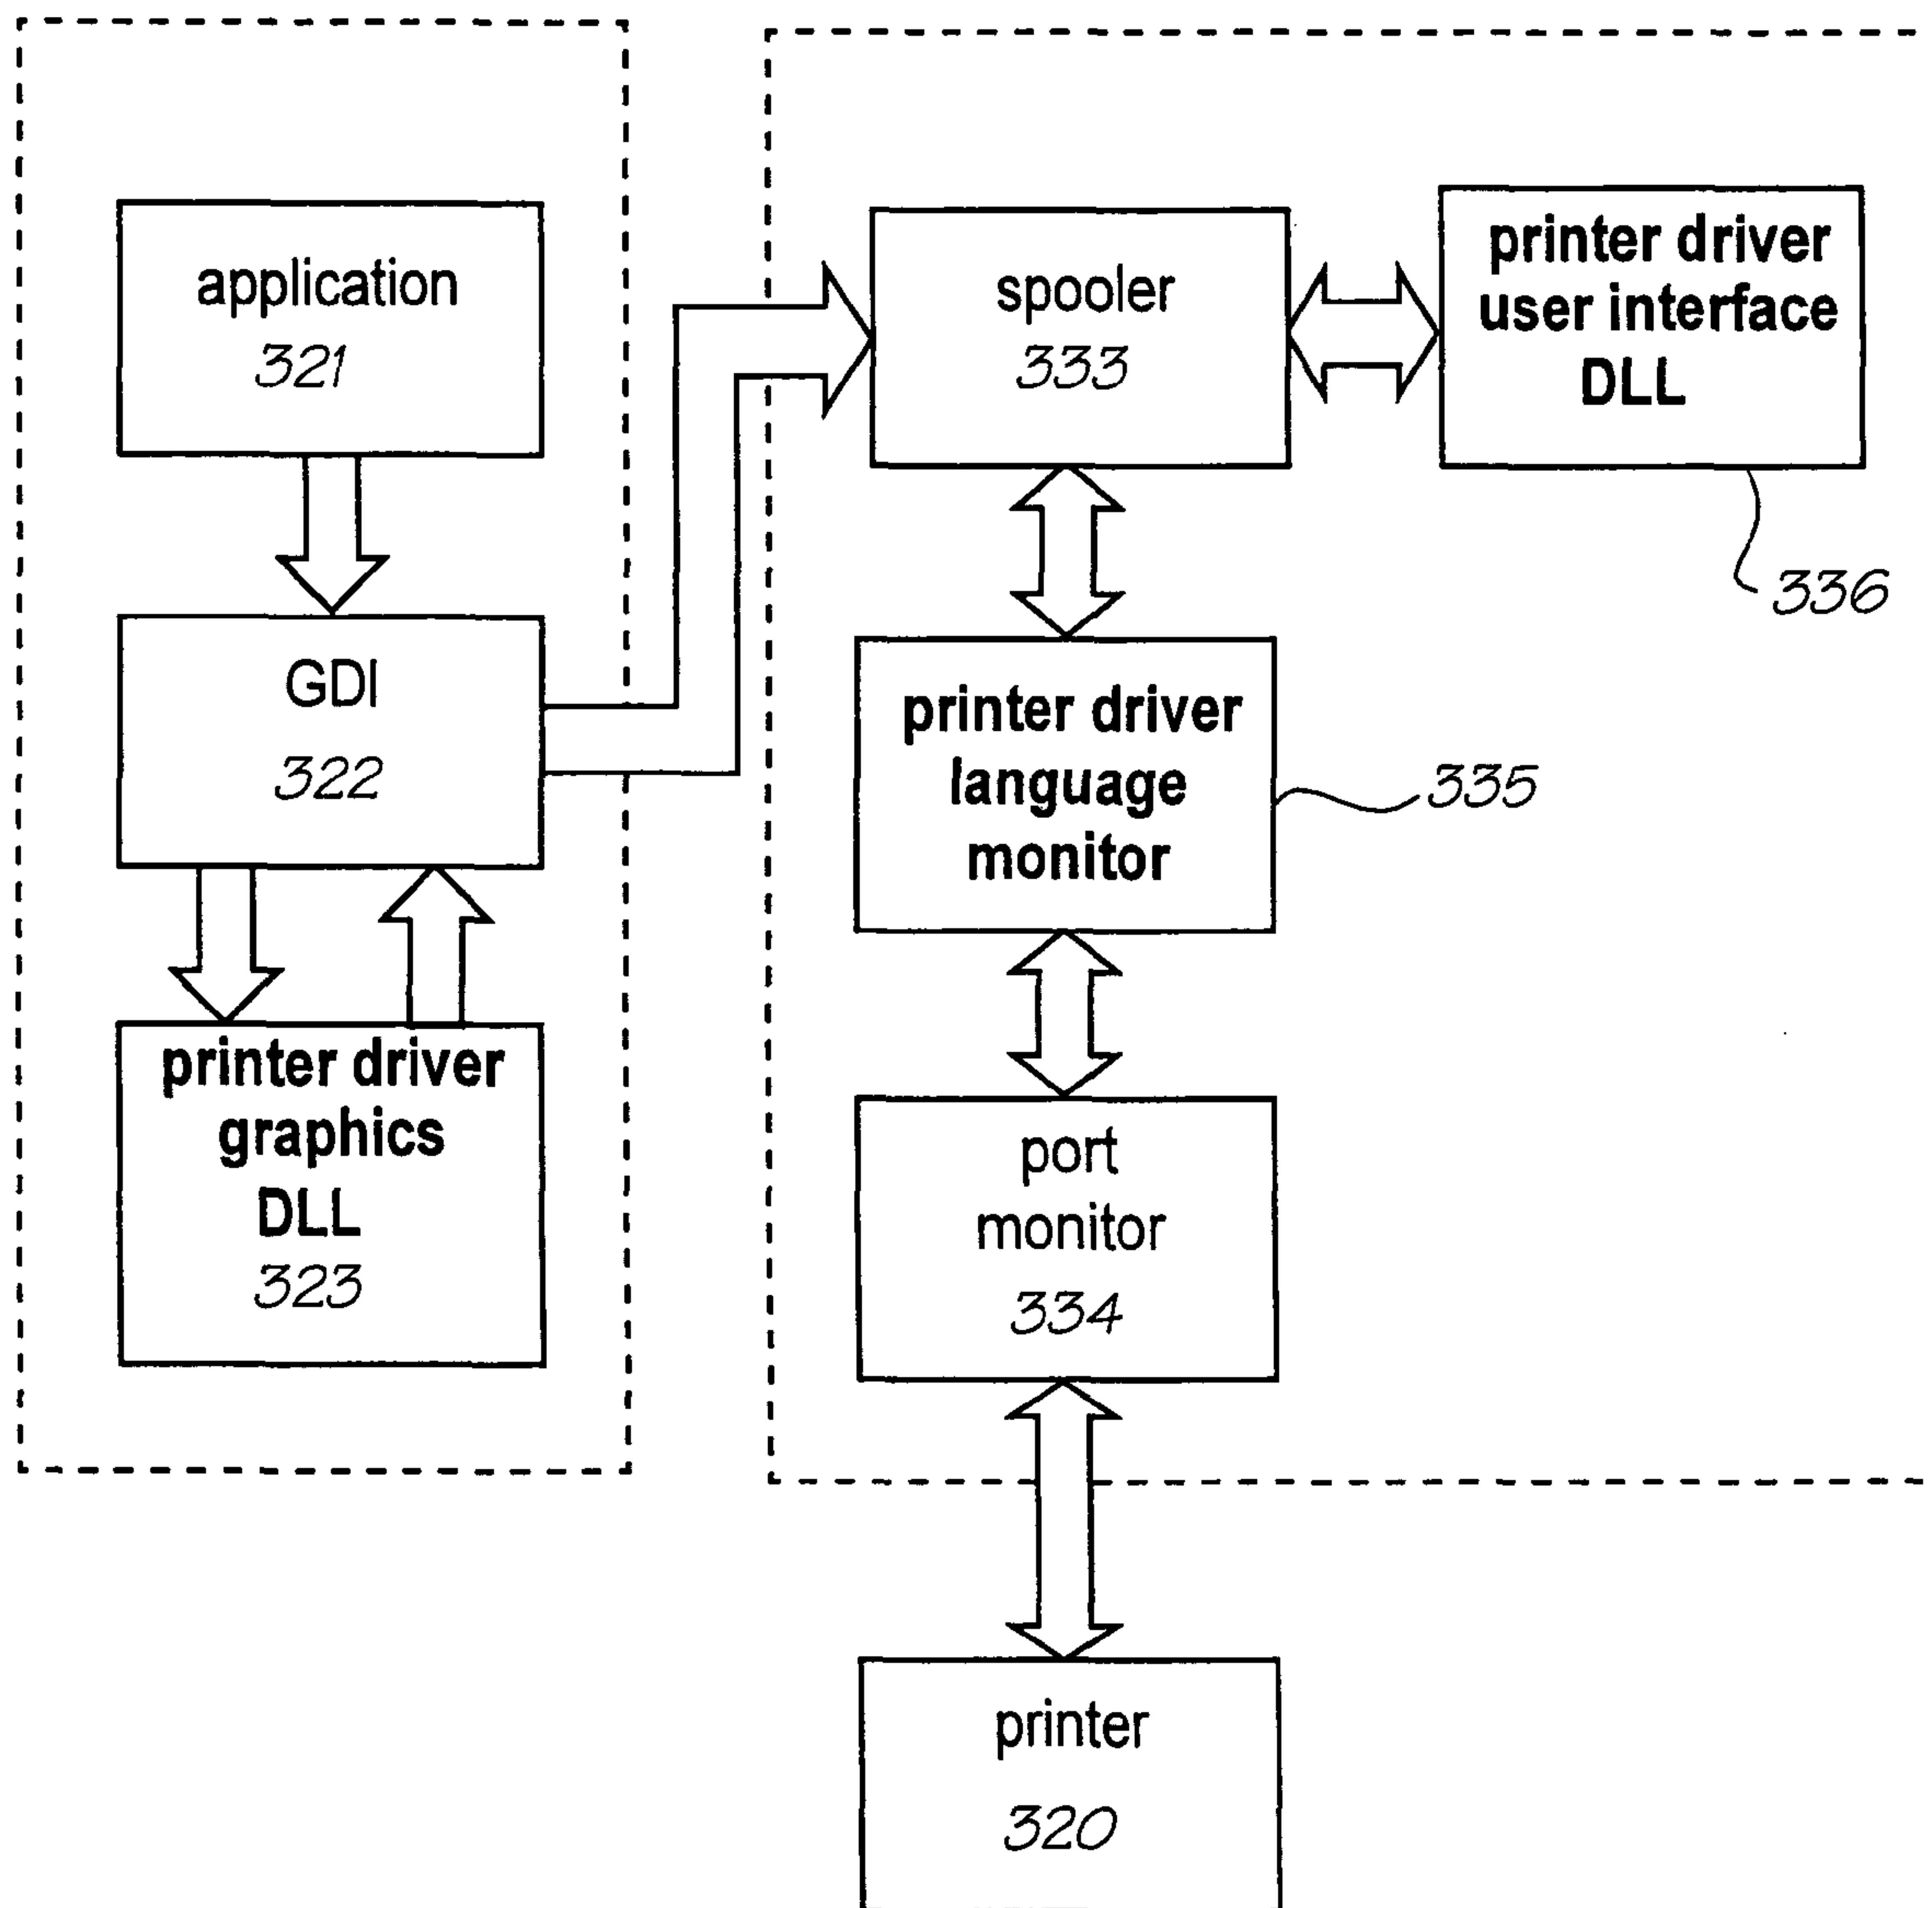 application
321
GDI
322
printer driver
graphics
DLL
323
spooler
333
printer driver
user interface
DLL
336
printer driver
language
monitor
335
port
monitor
334
printer
320